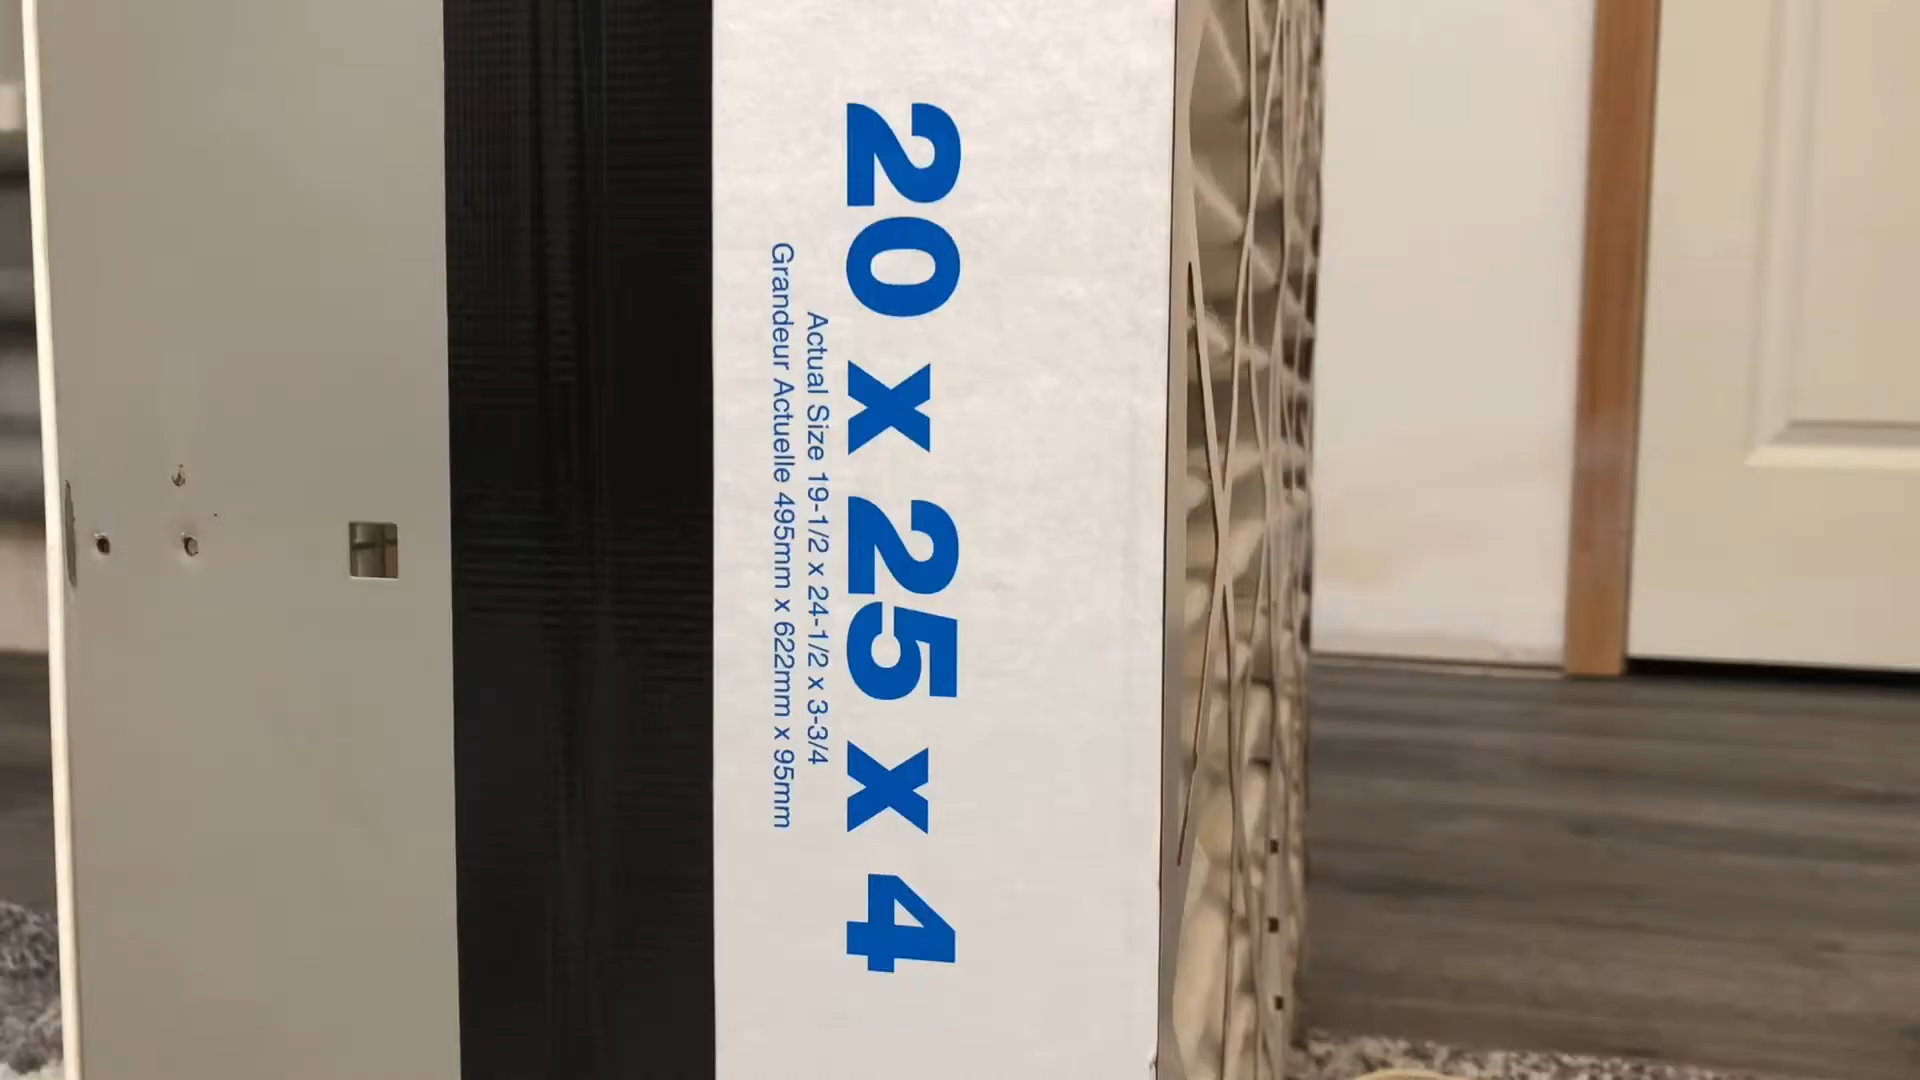 20 x 25 x 4
Actual Size 19-1/2 x 24-1/2 x 3-3/4
Grandeur Actuelle 495mm x 622mm x 95mm